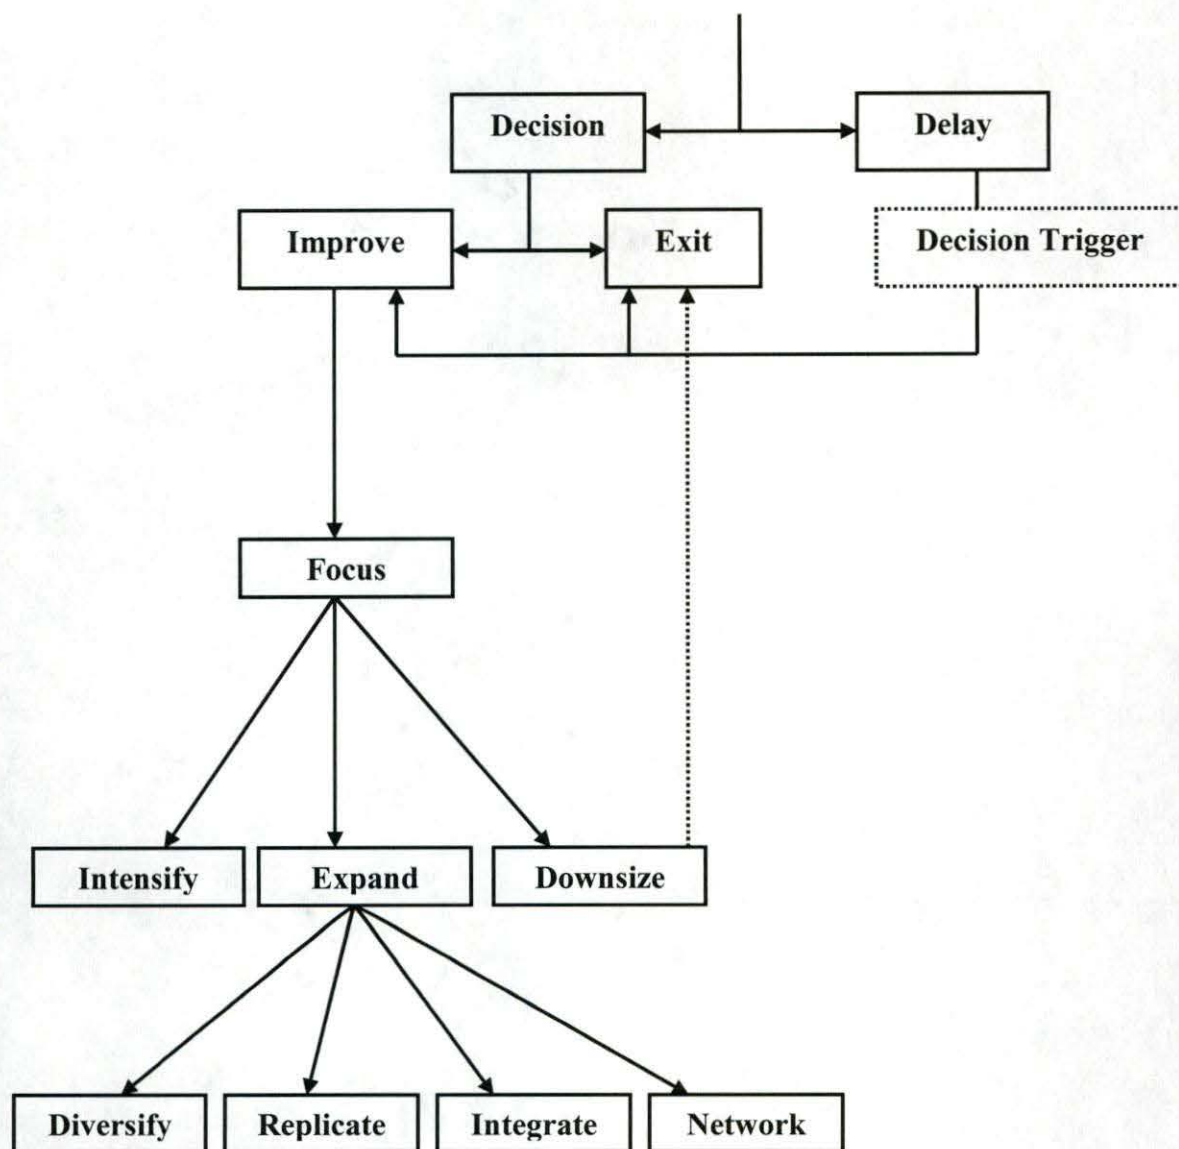 Decision
Delay
Improve
Exit
Decision Trigger
Focus
Intensify
Expand
Downsize
Diversify
Replicate
Integrate
Network